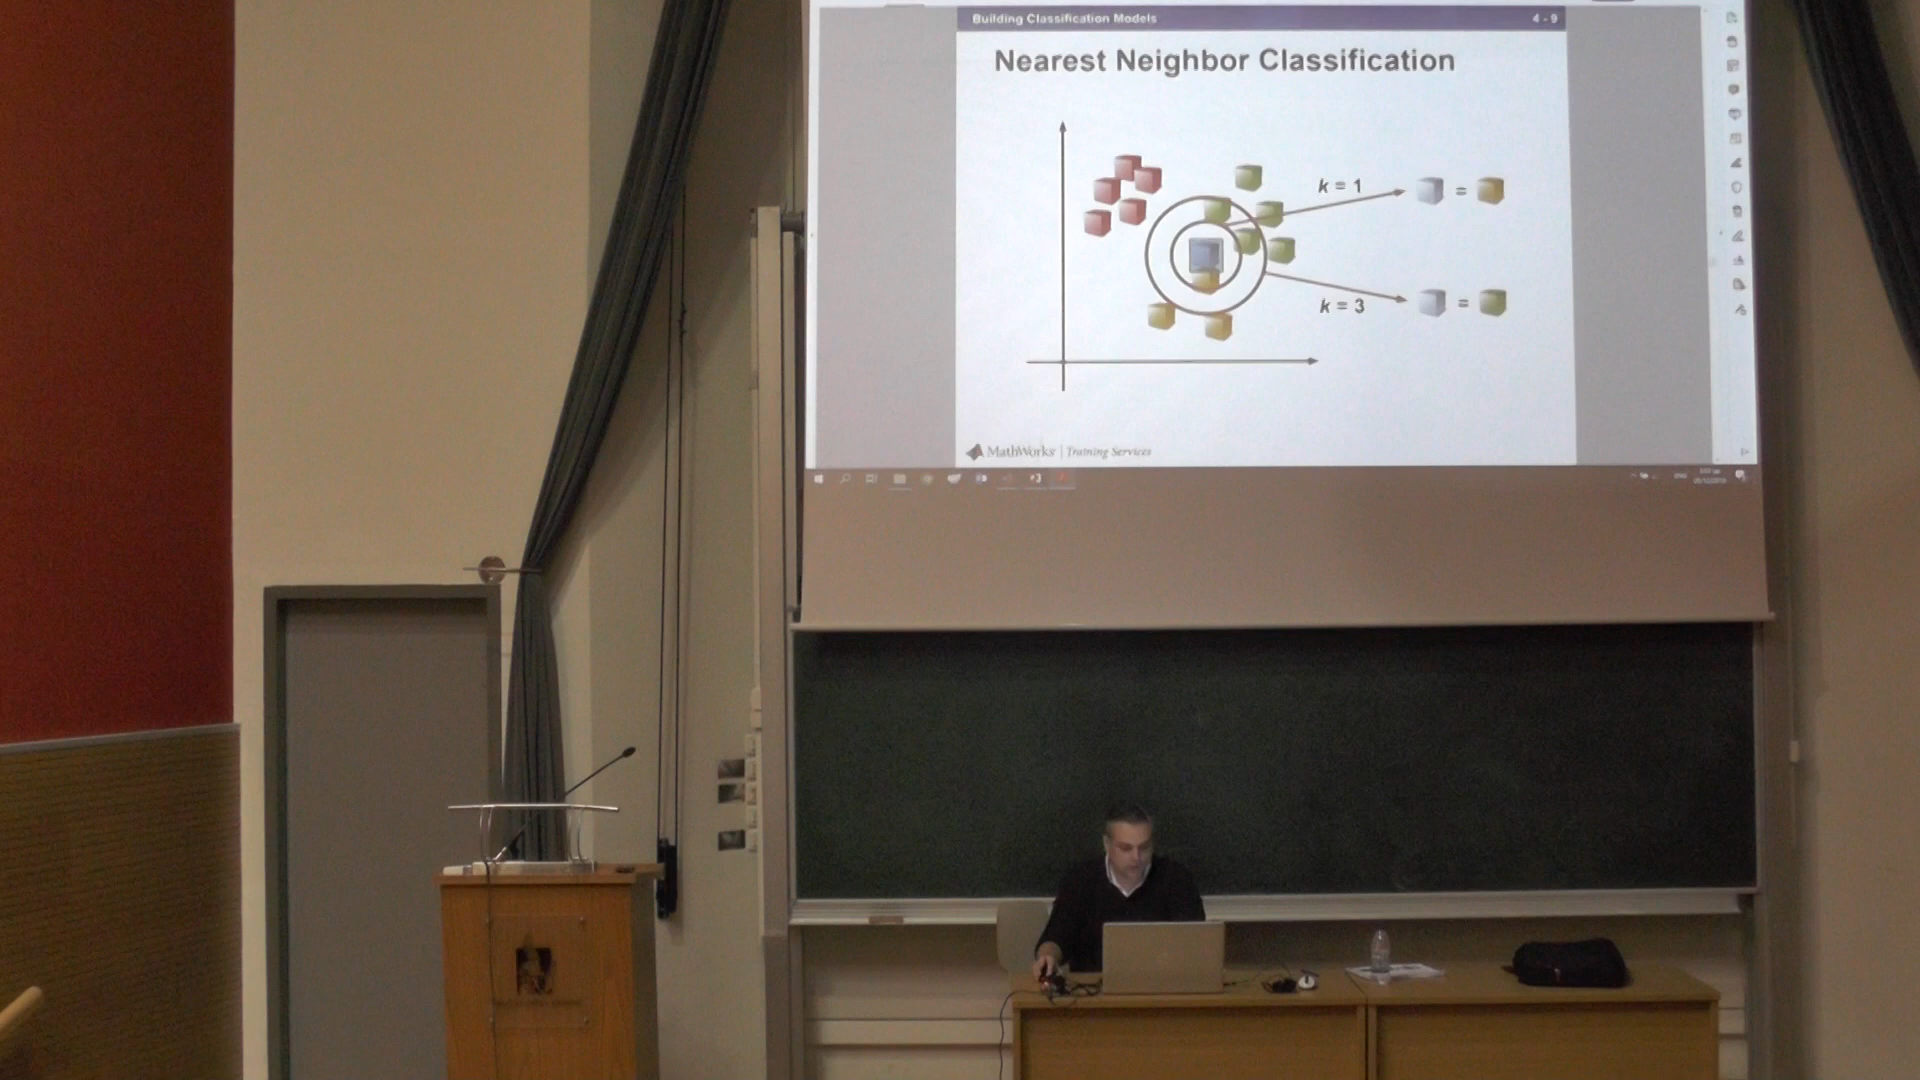 Building Classification Models 4 - 9
Nearest Neighbor Classification
k = 1
=
k = 3
=
MathWorks | Training Services